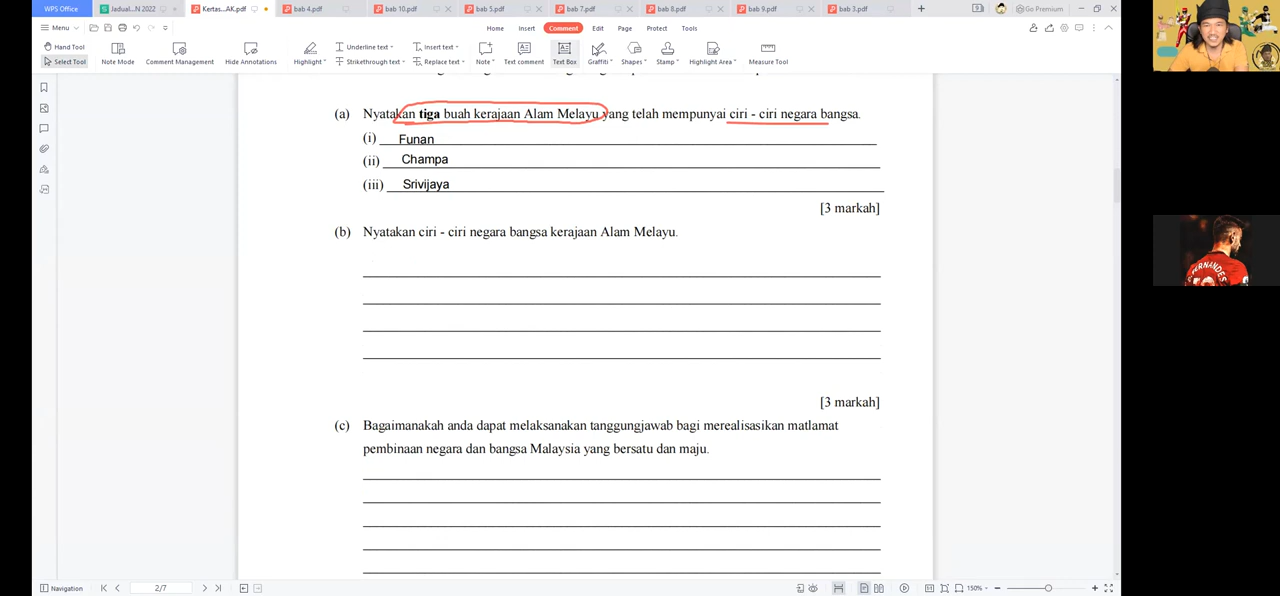 WPS Office Jadual...N 2022 Kertas...AK.pdf bab 4.pdf bab 10.pdf bab 5.pdf bab 7.pdf bab 8.pdf bab 9.pdf bab 3.pdf Go Premium
Menu Home Insert Comment Edit Page Protect Tools
Hand Tool Underline text Insert text
Select Tool Note Mode Comment Management Hide Annotations Highlight Strikethrough text Replace text Note Text comment Text Box Graffiti Shapes Stamp Highlight Area Measure Tool
(a) Nyatakan tiga buah kerajaan Alam Melayu yang telah mempunyai ciri - ciri negara bangsa.
(i) Funan
(ii) Champa
(iii) Srivijaya
[3 markah]
(b) Nyatakan ciri - ciri negara bangsa kerajaan Alam Melayu.
[3 markah]
(c) Bagaimanakah anda dapat melaksanakan tanggungjawab bagi merealisasikan matlamat
pembinaan negara dan bangsa Malaysia yang bersatu dan maju.
Navigation 2/7 150%